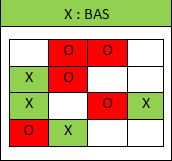 X : BAS
O O
X O
X O X
O X